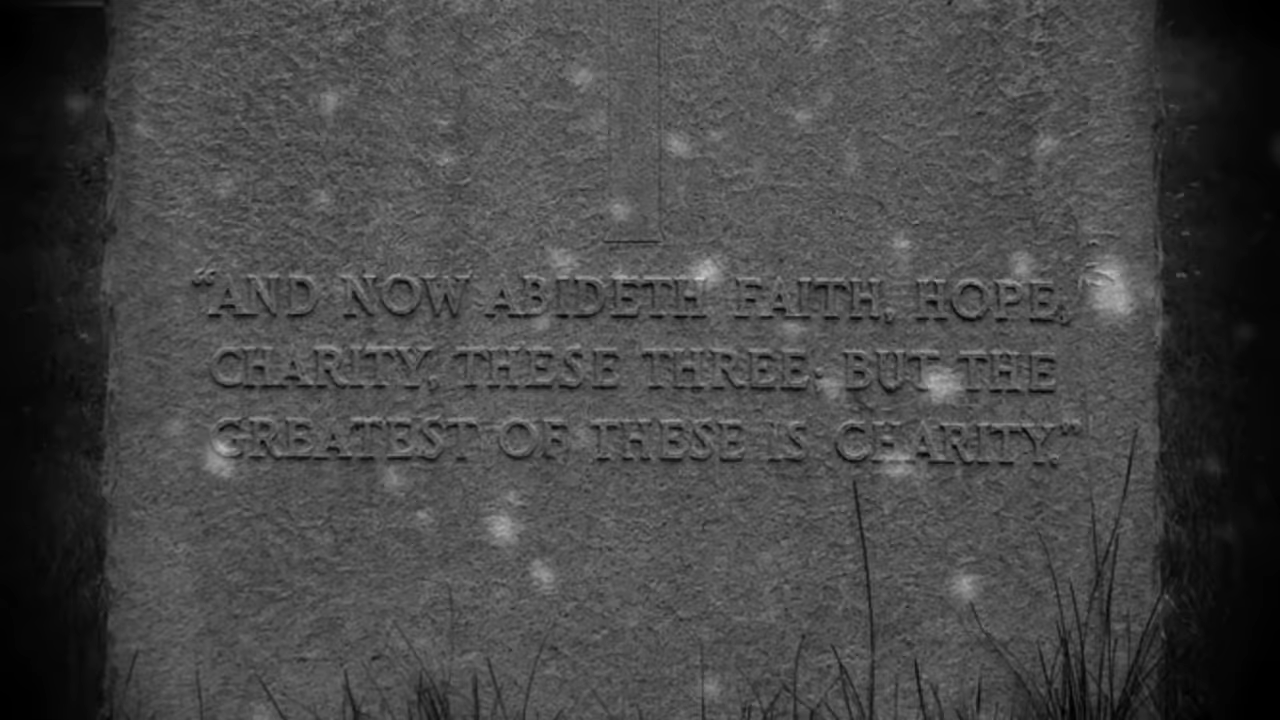 “AND NOW ABIDETH FAITH, HOPE,
CHARITY, THESE THREE; BUT THE
GREATEST OF THESE IS CHARITY.”